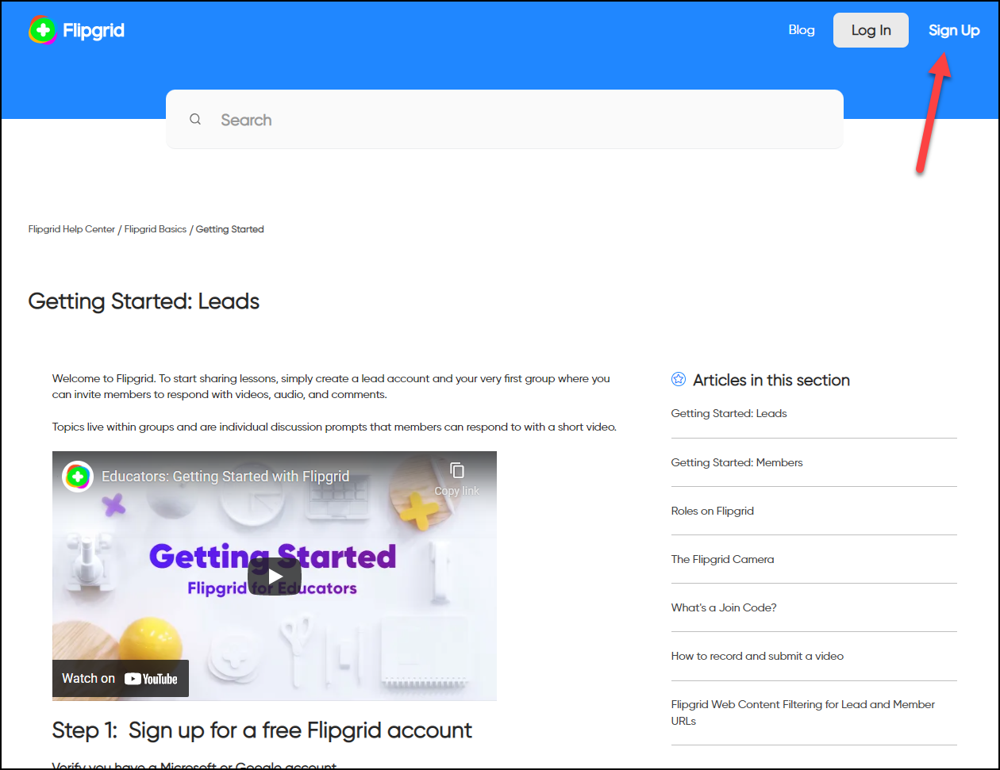 Flipgrid
Blog
Log In
Sign Up
Search
Flipgrid Help Center / Flipgrid Basics / Getting Started
Getting Started: Leads
Welcome to Flipgrid. To start sharing lessons, simply create a lead account and your very first group where you
can invite members to respond with videos, audio, and comments.
Topics live within groups and are individual discussion prompts that members can respond to with a short video.
Educators: Getting Started with Flipgrid
Copy link
Getting Started
Flipgrid for Educators
Watch on YouTube
Step 1: Sign up for a free Flipgrid account
Verify you have a Microsoft or Google account
Articles in this section
Getting Started: Leads
Getting Started: Members
Roles on Flipgrid
The Flipgrid Camera
What's a Join Code?
How to record and submit a video
Flipgrid Web Content Filtering for Lead and Member
URLs